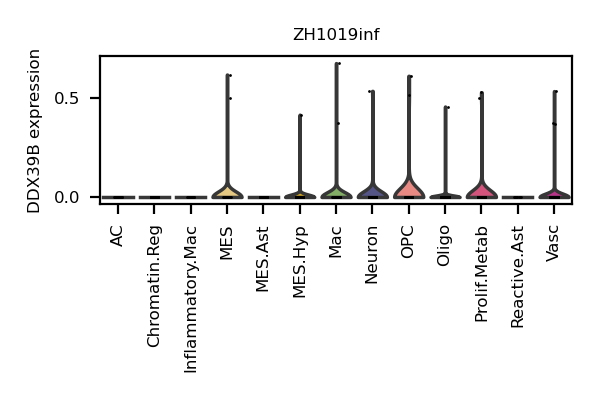 ZH1019inf
DDX39B expression
0.5
0.0
AC
Chromatin.Reg
Inflammatory.Mac
MES
MES.Ast
MES.Hyp
Mac
Neuron
OPC
Oligo
Prolif.Metab
Reactive.Ast
Vasc